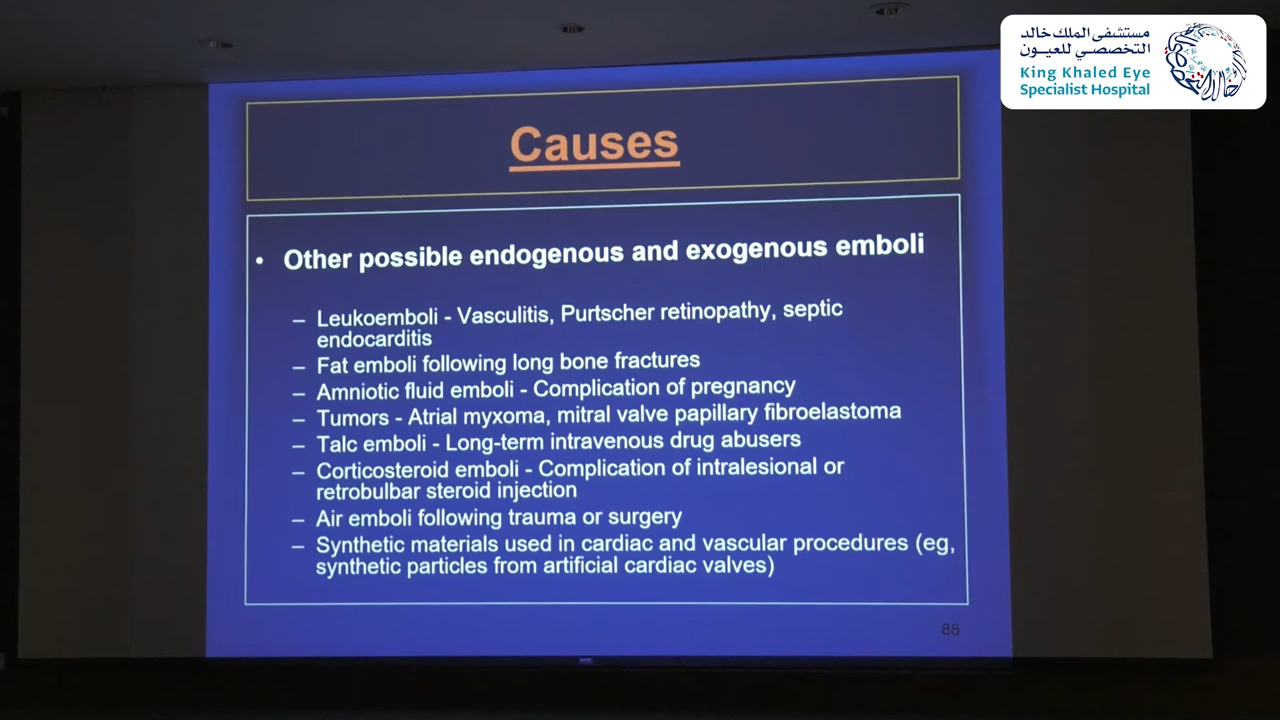 مستشفى الملك خالد
التخصصي للعيون
King Khaled Eye
Specialist Hospital
Causes
• Other possible endogenous and exogenous emboli
– Leukoemboli - Vasculitis, Purtscher retinopathy, septic
endocarditis
– Fat emboli following long bone fractures
– Amniotic fluid emboli - Complication of pregnancy
– Tumors - Atrial myxoma, mitral valve papillary fibroelastoma
– Talc emboli - Long-term intravenous drug abusers
– Corticosteroid emboli - Complication of intralesional or
retrobulbar steroid injection
– Air emboli following trauma or surgery
– Synthetic materials used in cardiac and vascular procedures (eg,
synthetic particles from artificial cardiac valves)
88